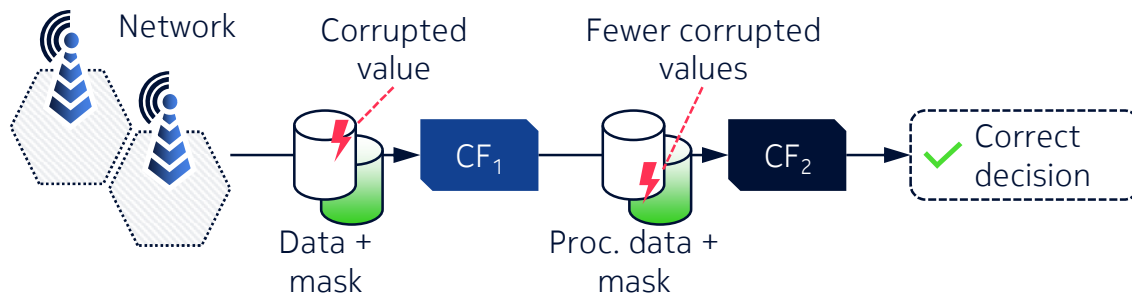 Network
Corrupted
value
Fewer corrupted
values
CF1
CF2
Correct
decision
Data +
mask
Proc. data +
mask